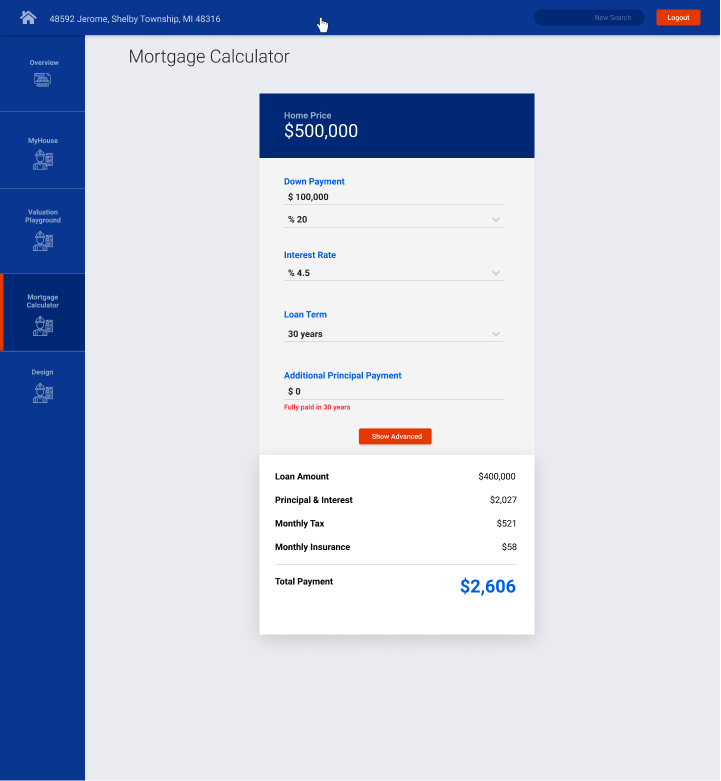 48592 Jerome, Shelby Township, MI 48316
New Search
Logout
Overview
MyHouse
Valuation
Playground
Mortgage
Calculator
Design
Mortgage Calculator
Home Price
$500,000
Down Payment
$ 100,000
% 20
Interest Rate
% 4.5
Loan Term
30 years
Additional Principal Payment
$ 0
Fully paid in 30 years
Show Advanced
Loan Amount $400,000
Principal & Interest $2,027
Monthly Tax $521
Monthly Insurance $58
Total Payment $2,606